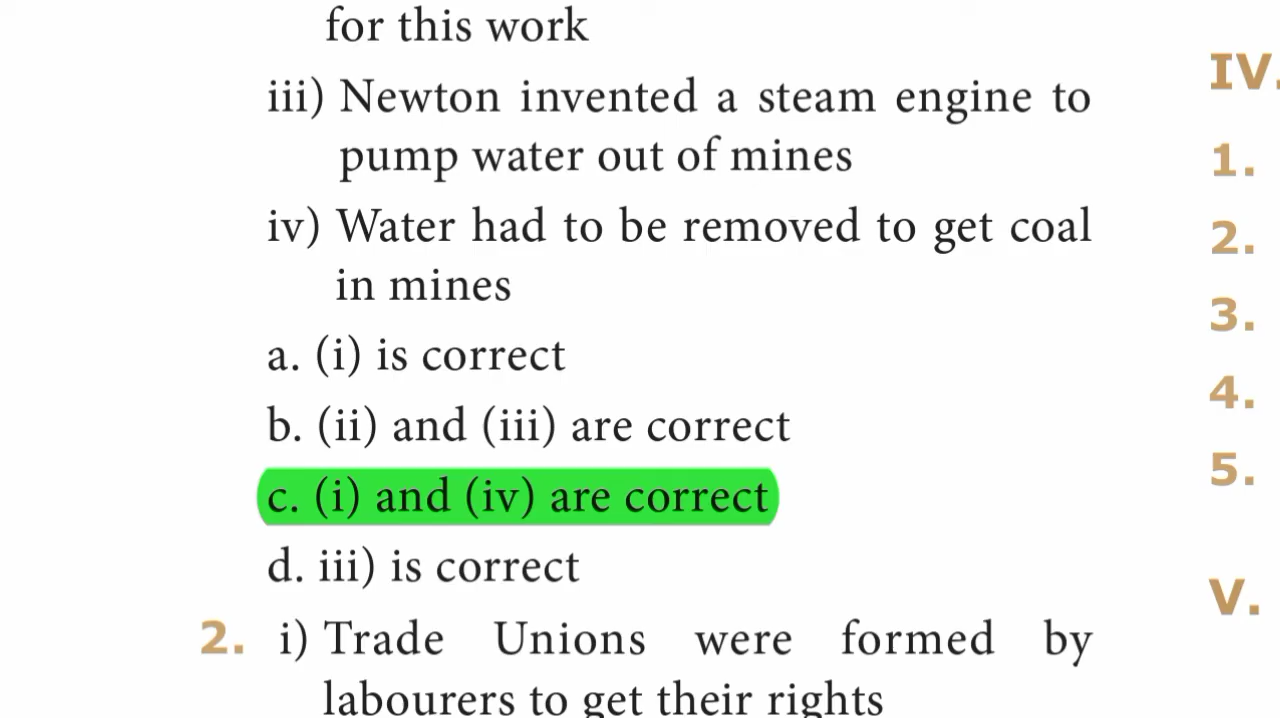 for this work
iii) Newton invented a steam engine to
pump water out of mines
iv) Water had to be removed to get coal
in mines
a. (i) is correct
b. (ii) and (iii) are correct
c. (i) and (iv) are correct
d. iii) is correct
2. i) Trade Unions were formed by
labourers to get their rights
IV.
1.
2.
3.
4.
5.
V.